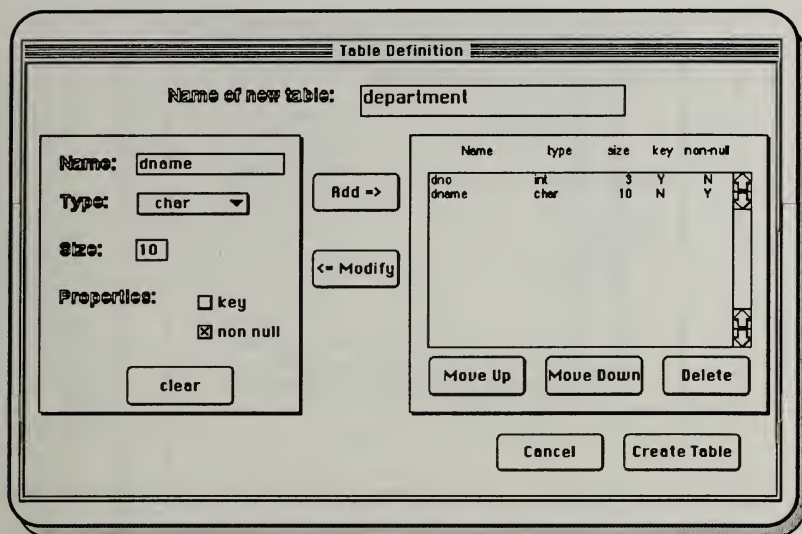 Table Definition
Name of new table: department
Name: dname
Type: char
Size: 10
Properties: key
non null
clear
Add =>
<= Modify
Name type size key non-null
dno int 3 Y N
dname char 10 N Y
Move Up Move Down Delete
Cancel Create Table